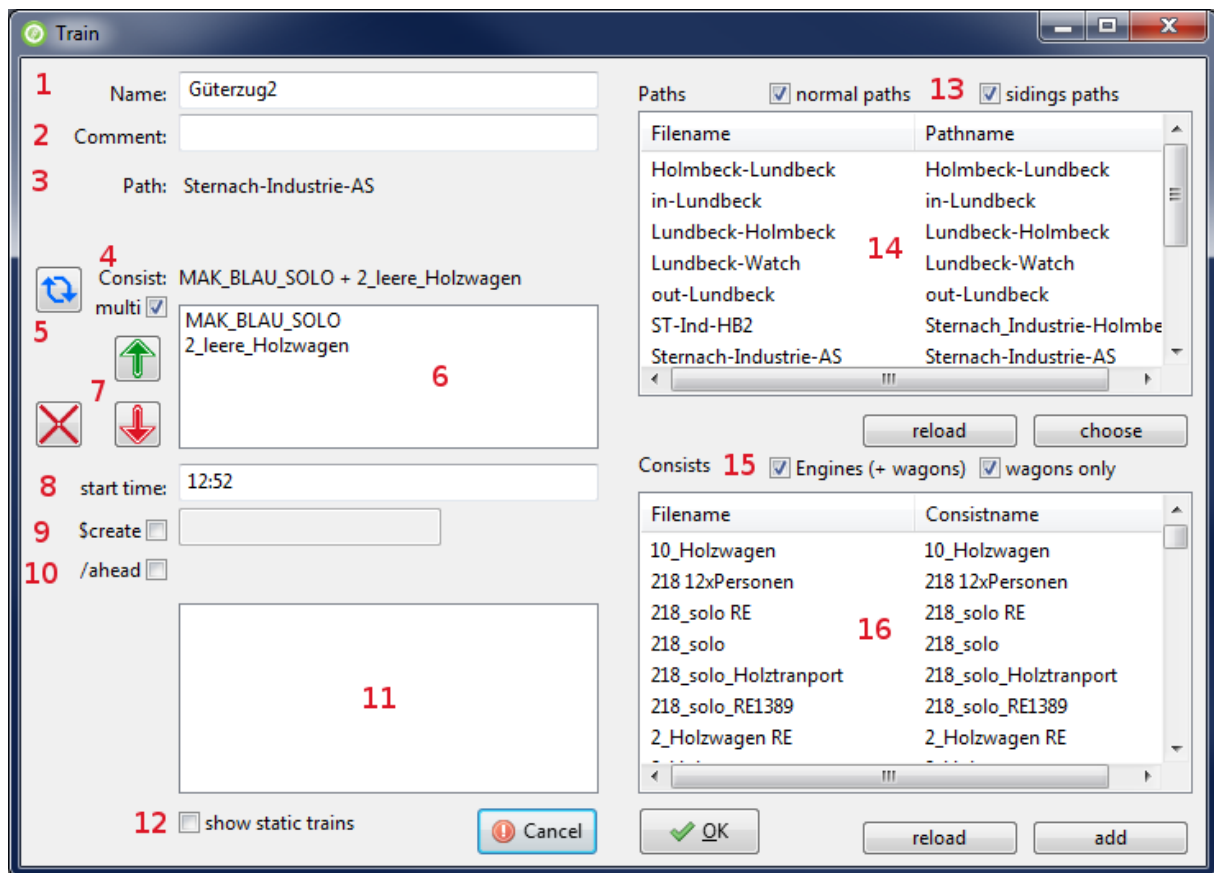 Train
1 Name: Güterzug2
2 Comment:
3 Path: Sternach-Industrie-AS
4
Consist: MAK_BLAU_SOLO + 2_leere_Holzwagen
multi
5
MAK_BLAU_SOLO
2_leere_Holzwagen
6
7
8 start time: 12:52
9 $create
10 /ahead
11
12 show static trains
Cancel
Paths normal paths 13 sidings paths
Filename Pathname
Holmbeck-Lundbeck Holmbeck-Lundbeck
in-Lundbeck in-Lundbeck
Lundbeck-Holmbeck Lundbeck-Holmbeck
14
Lundbeck-Watch Lundbeck-Watch
out-Lundbeck out-Lundbeck
ST-Ind-HB2 Sternach_Industrie-Holmbe
Sternach-Industrie-AS Sternach-Industrie-AS
reload choose
Consists 15 Engines (+ wagons) wagons only
Filename Consistname
10_Holzwagen 10_Holzwagen
218 12xPersonen 218 12xPersonen
218_solo RE 218_solo RE
16
218_solo 218_solo
218_solo_Holztranport 218_solo_Holztranport
218_solo_RE1389 218_solo_RE1389
2_Holzwagen RE 2_Holzwagen RE
OK reload add